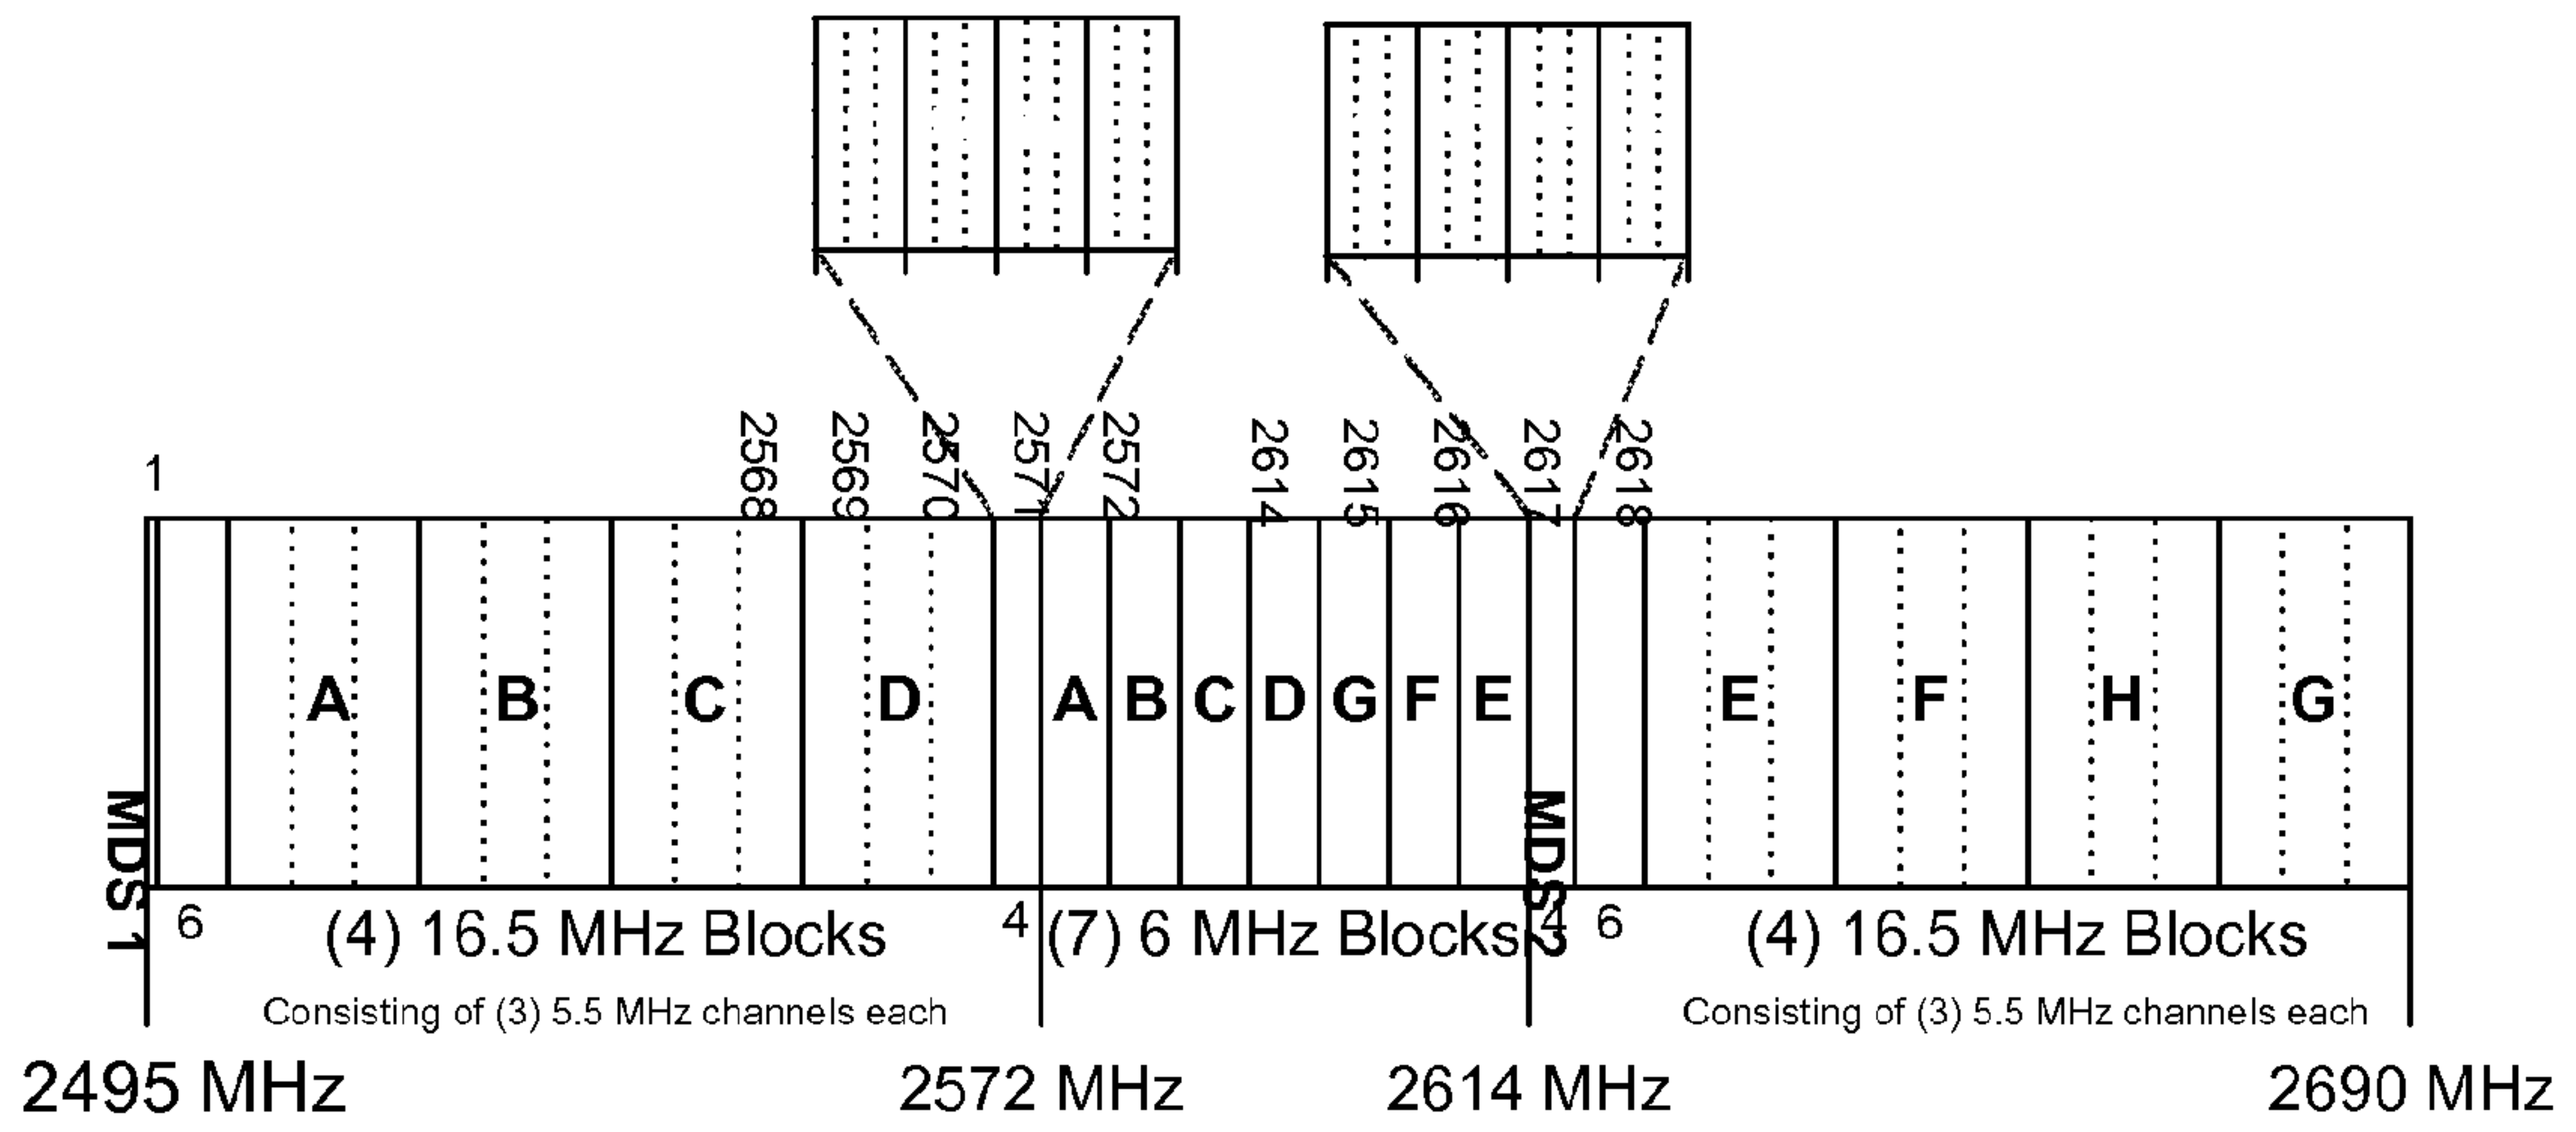 1
2568 2569 2570 2571 2572 2614 2615 2616 2617 2618
A B C D A B C D G F E E F H G
MDS 1
MDS 2
6 (4) 16.5 MHz Blocks 4 (7) 6 MHz Blocks 4 6 (4) 16.5 MHz Blocks
Consisting of (3) 5.5 MHz channels each Consisting of (3) 5.5 MHz channels each
2495 MHz 2572 MHz 2614 MHz 2690 MHz